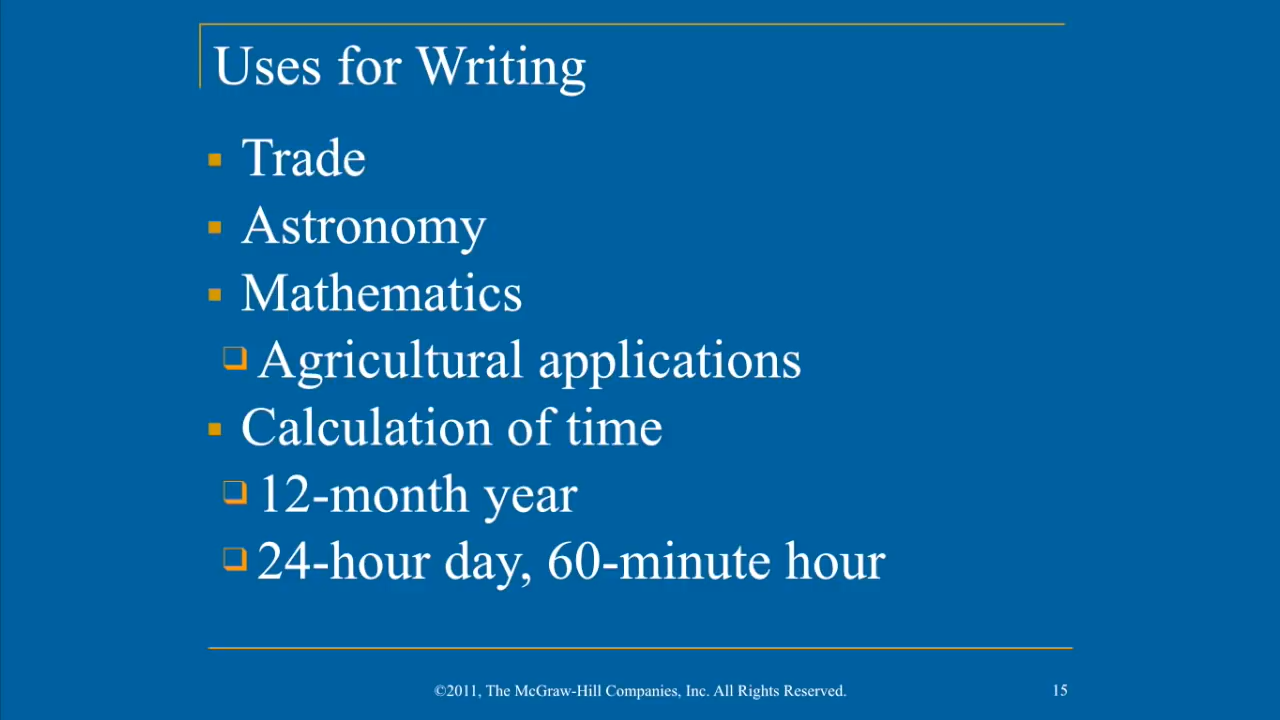 Uses for Writing
Trade
Astronomy
Mathematics
Agricultural applications
Calculation of time
12-month year
24-hour day, 60-minute hour
©2011, The McGraw-Hill Companies, Inc. All Rights Reserved.
15